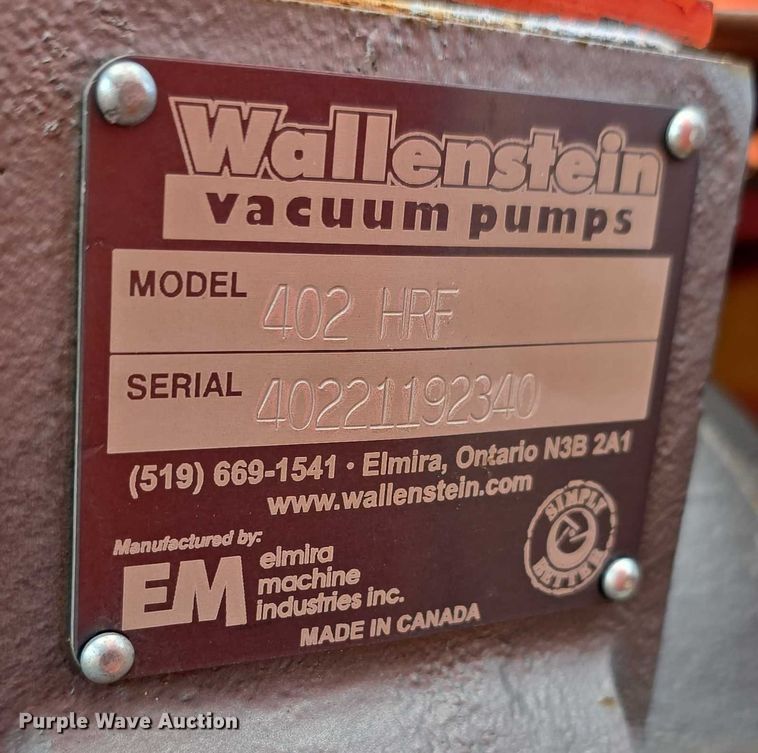 Wallenstein
vacuum pumps
MODEL 402 HRF
SERIAL 40221192340
(519) 669-1541 • Elmira, Ontario N3B 2A1
www.wallenstein.com
SIMPLY
BETTER
Manufactured by:
EM elmira
machine
industries inc.
MADE IN CANADA
Purple Wave Auction